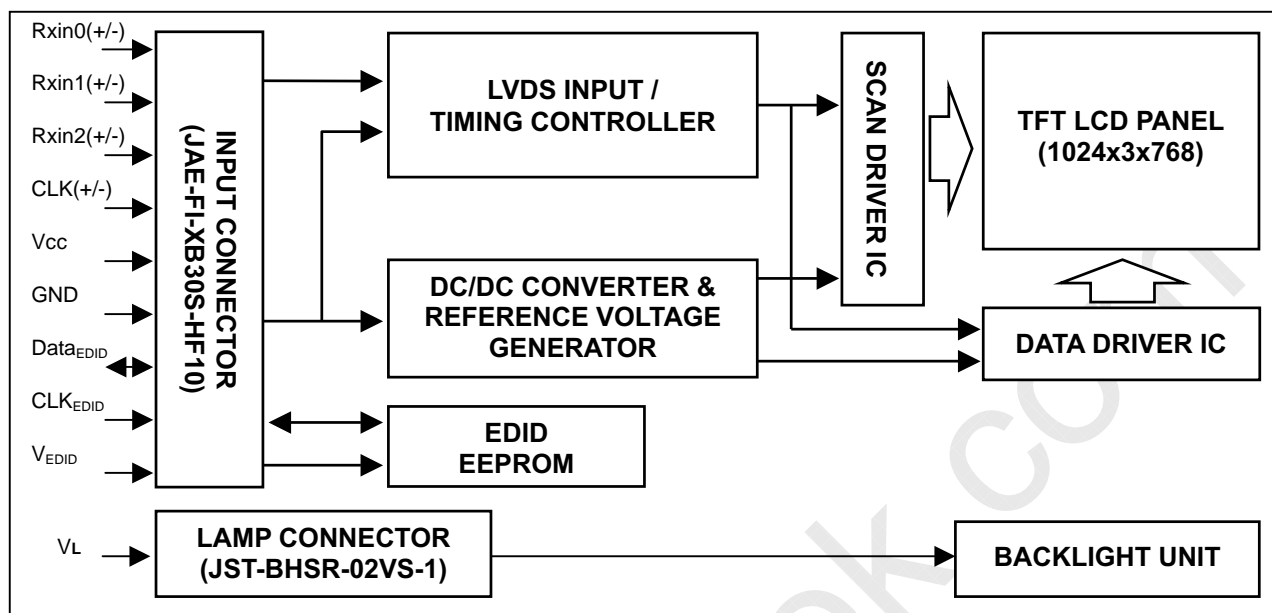 Rxin0(+/-)
Rxin1(+/-)
Rxin2(+/-)
CLK(+/-)
Vcc
GND
DataEDID
CLKEDID
VEDID
VL
INPUT CONNECTOR
(JAE-FI-XB30S-HF10)
LVDS INPUT /
TIMING CONTROLLER
DC/DC CONVERTER &
REFERENCE VOLTAGE
GENERATOR
EDID
EEPROM
SCAN DRIVER IC
TFT LCD PANEL
(1024x3x768)
DATA DRIVER IC
LAMP CONNECTOR
(JST-BHSR-02VS-1)
BACKLIGHT UNIT